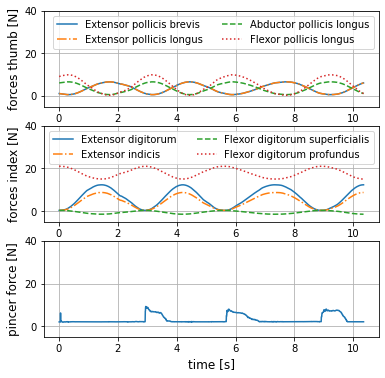 40
20
0
forces thumb [N]
Extensor pollicis brevis
Extensor pollicis longus
Abductor pollicis longus
Flexor pollicis longus
0 2 4 6 8 10
40
20
0
forces index [N]
Extensor digitorum
Extensor indicis
Flexor digitorum superficialis
Flexor digitorum profundus
0 2 4 6 8 10
40
20
0
pincer force [N]
0 2 4 6 8 10
time [s]